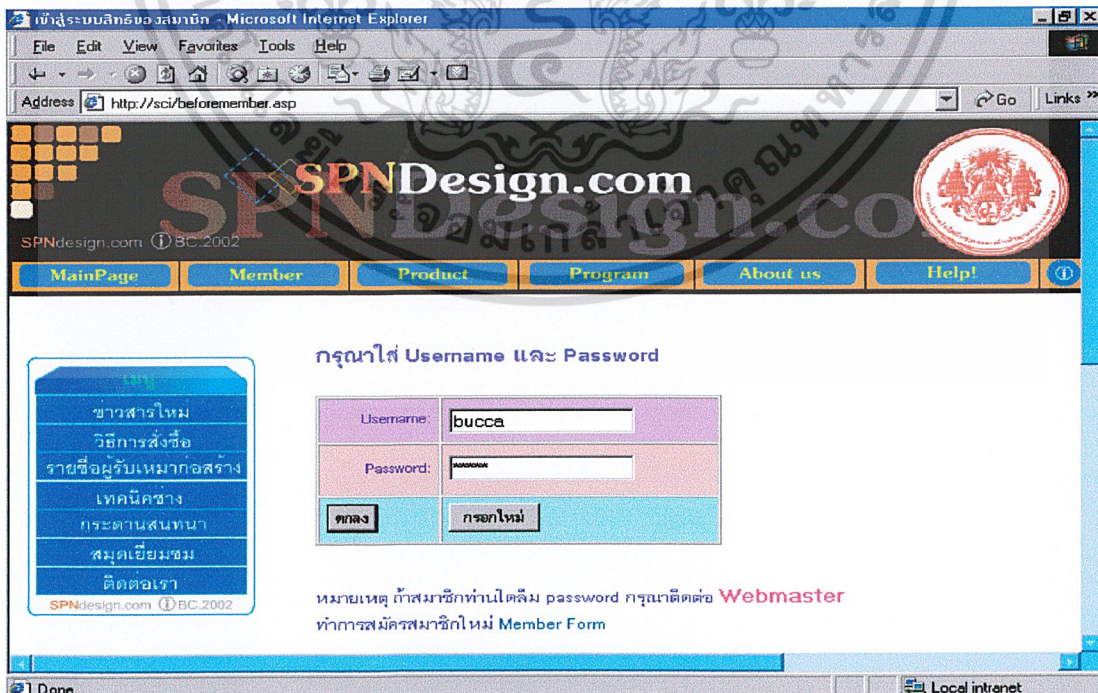 เข้าสู่ระบบสิทธิของสมาชิก - Microsoft Internet Explorer
File Edit View Favorites Tools Help
Address http://sci/beforemember.asp Go Links »
SPNDesign.com
SPNDesign.co
SPNdesign.com BC.2002
MainPage Member Product Program About us Help!
กรุณาใส่ Username และ Password
เมนู
ข่าวสารใหม่
วิธีการสั่งซื้อ
รายชื่อผู้รับเหมาก่อสร้าง
เทคนิคช่าง
กระดานสนทนา
สมุดเยี่ยมชม
ติดต่อเรา
SPNdesign.com BC.2002
Username: bucca
Password: ******
ตกลง กรอกใหม่
หมายเหตุ ถ้าสมาชิกท่านใดลืม password กรุณาติดต่อ Webmaster
ทำการสมัครสมาชิกใหม่ Member Form
Done Local intranet